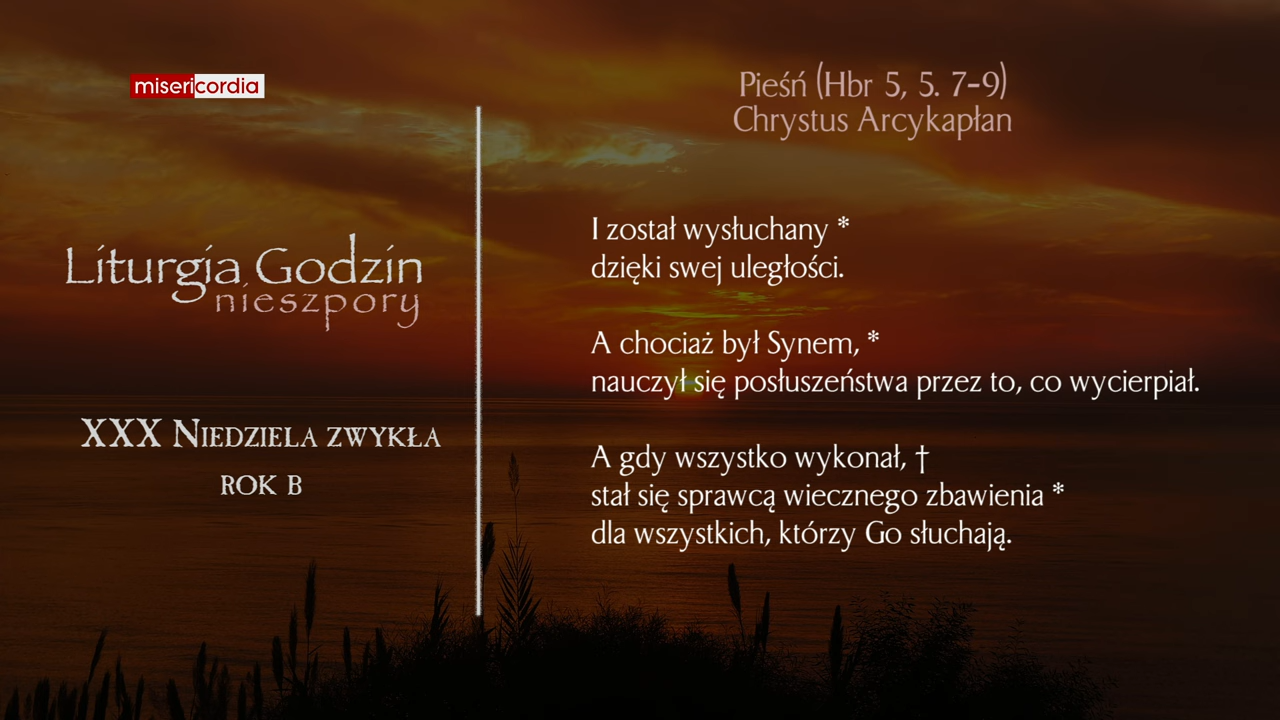 misericordia
Liturgia Godzin
nieszpory
XXX Niedziela zwykła
rok B
Pieśń (Hbr 5, 5. 7-9)
Chrystus Arcykapłan
I został wysłuchany *
dzięki swej uległości.
A chociaż był Synem, *
nauczył się posłuszeństwa przez to, co wycierpiał.
A gdy wszystko wykonał, †
stał się sprawcą wiecznego zbawienia *
dla wszystkich, którzy Go słuchają.